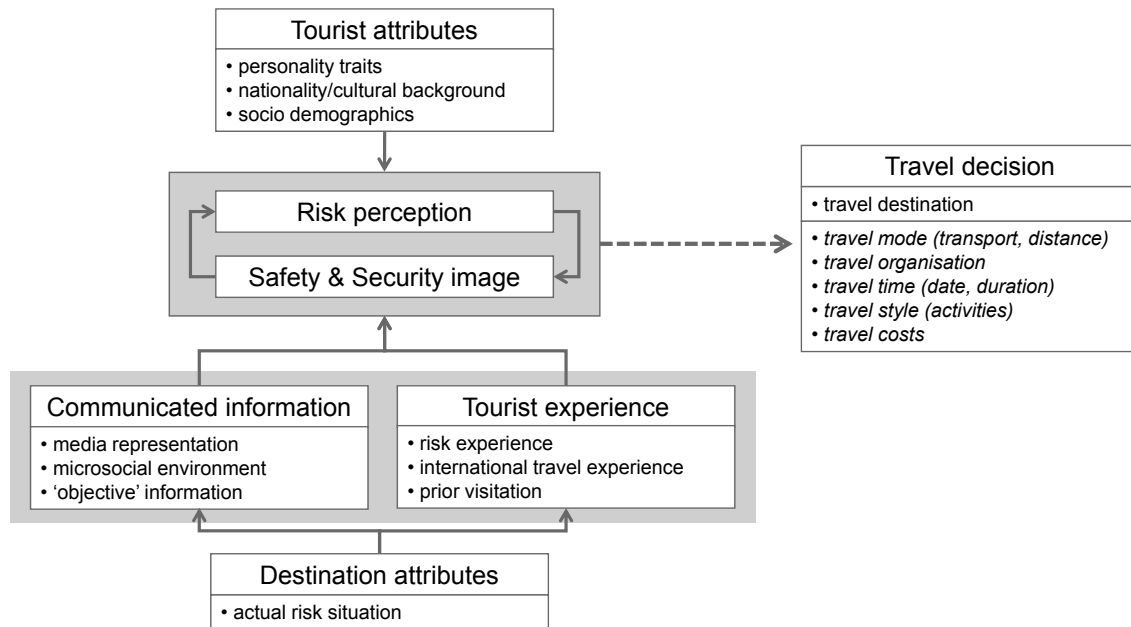 Tourist attributes
• personality traits
• nationality/cultural background
• socio demographics
Risk perception
Safety & Security image
Travel decision
• travel destination
• travel mode (transport, distance)
• travel organisation
• travel time (date, duration)
• travel style (activities)
• travel costs
Communicated information
• media representation
• microsocial environment
• ‘objective’ information
Tourist experience
• risk experience
• international travel experience
• prior visitation
Destination attributes
• actual risk situation